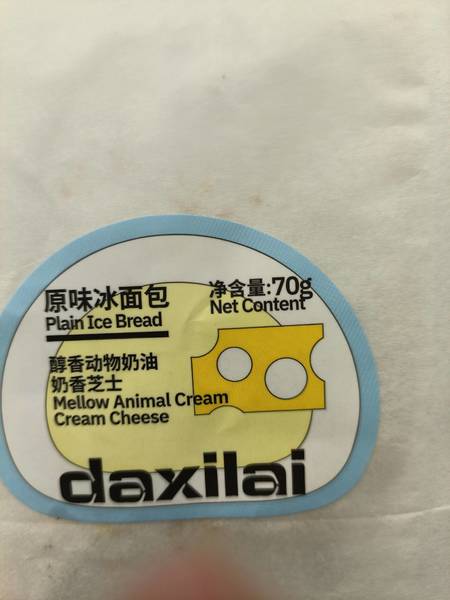 原味冰面包
Plain Ice Bread
净含量:70g
Net Content
醇香动物奶油
奶香芝士
Mellow Animal Cream
Cream Cheese
daxilai